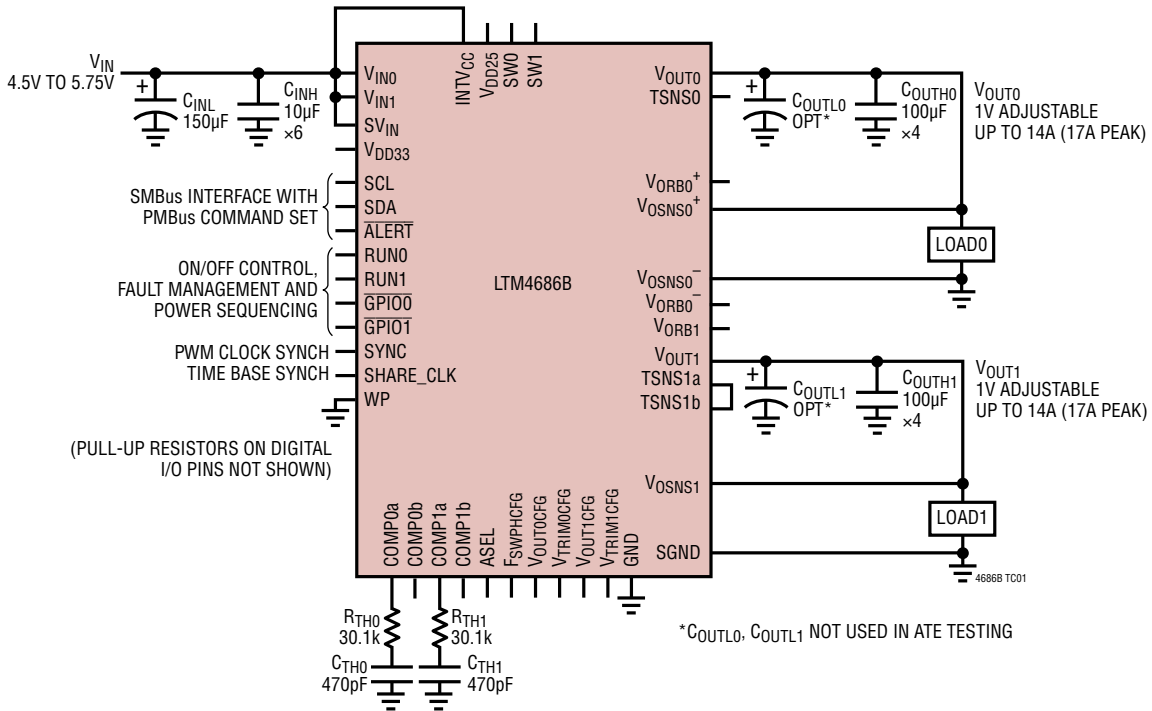 VIN
4.5V TO 5.75V
CINL
150µF
CINH
10µF
×6
INTVCC
VDD25
SW0
SW1
VIN0
VIN1
SVIN
VDD33
SCL
SDA
ALERT
RUN0
RUN1
GPIO0
GPIO1
SYNC
SHARE_CLK
WP
SMBus INTERFACE WITH
PMBus COMMAND SET
ON/OFF CONTROL,
FAULT MANAGEMENT AND
POWER SEQUENCING
PWM CLOCK SYNCH
TIME BASE SYNCH
(PULL-UP RESISTORS ON DIGITAL
I/O PINS NOT SHOWN)
LTM4686B
VOUT0
TSNS0
VORB0+
VOSNS0+
VOSNS0–
VORB0–
VORB1
VOUT1
TSNS1a
TSNS1b
VOSNS1
SGND
COUTL0
OPT*
COUTH0
100µF
×4
VOUT0
1V ADJUSTABLE
UP TO 14A (17A PEAK)
LOAD0
COUTL1
OPT*
COUTH1
100µF
×4
VOUT1
1V ADJUSTABLE
UP TO 14A (17A PEAK)
LOAD1
4686B TC01
COMP0a
COMP0b
COMP1a
COMP1b
ASEL
FSWPHCFG
VOUT0CFG
VTRIM0CFG
VOUT1CFG
VTRIM1CFG
GND
RTH0
30.1k
RTH1
30.1k
CTH0
470pF
CTH1
470pF
*COUTL0, COUTL1 NOT USED IN ATE TESTING